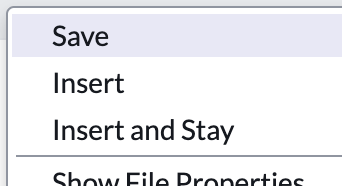 Save
Insert
Insert and Stay
Show File Properties